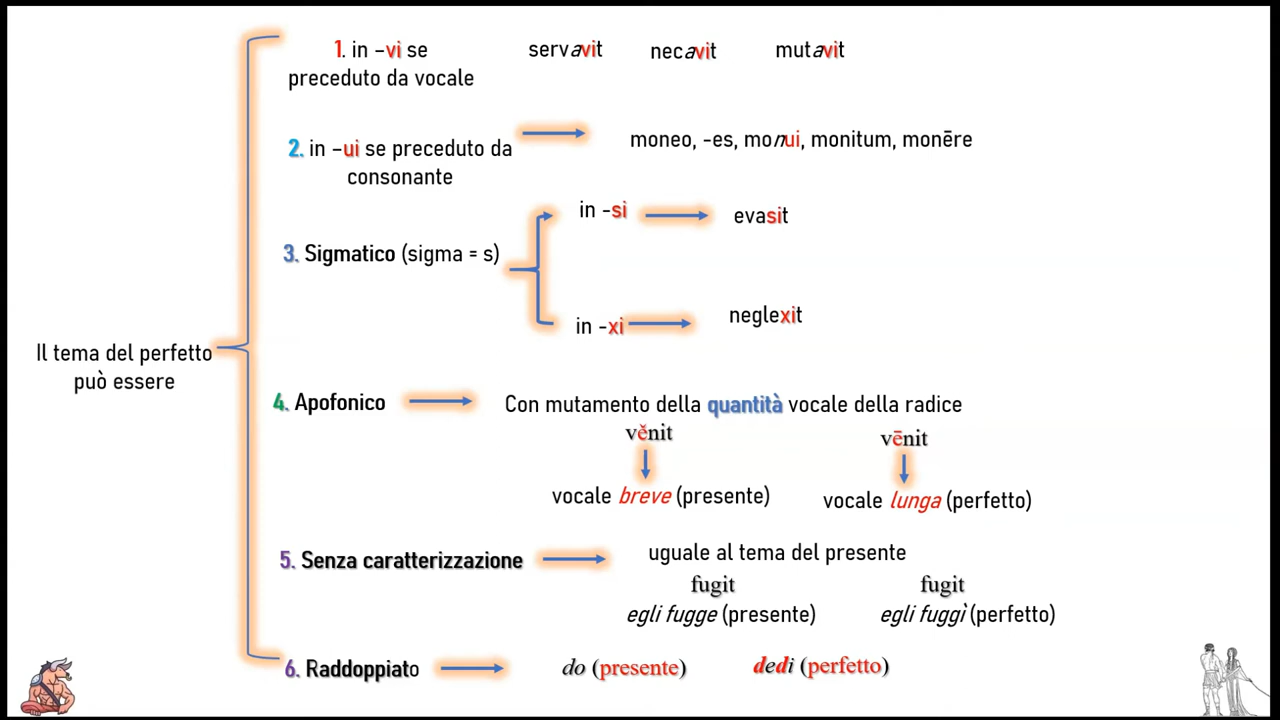 1. in –vi se
preceduto da vocale
servavit necavit mutavit
2. in –ui se preceduto da
consonante
moneo, -es, monui, monitum, monēre
3. Sigmatico (sigma = s)
in -si
evasit
in -xi
neglexit
Il tema del perfetto
può essere
4. Apofonico
Con mutamento della quantità vocale della radice
vĕnit
vēnit
vocale breve (presente)
vocale lunga (perfetto)
5. Senza caratterizzazione
uguale al tema del presente
fugit
fugit
egli fugge (presente)
egli fuggì (perfetto)
6. Raddoppiato
do (presente)
dedi (perfetto)